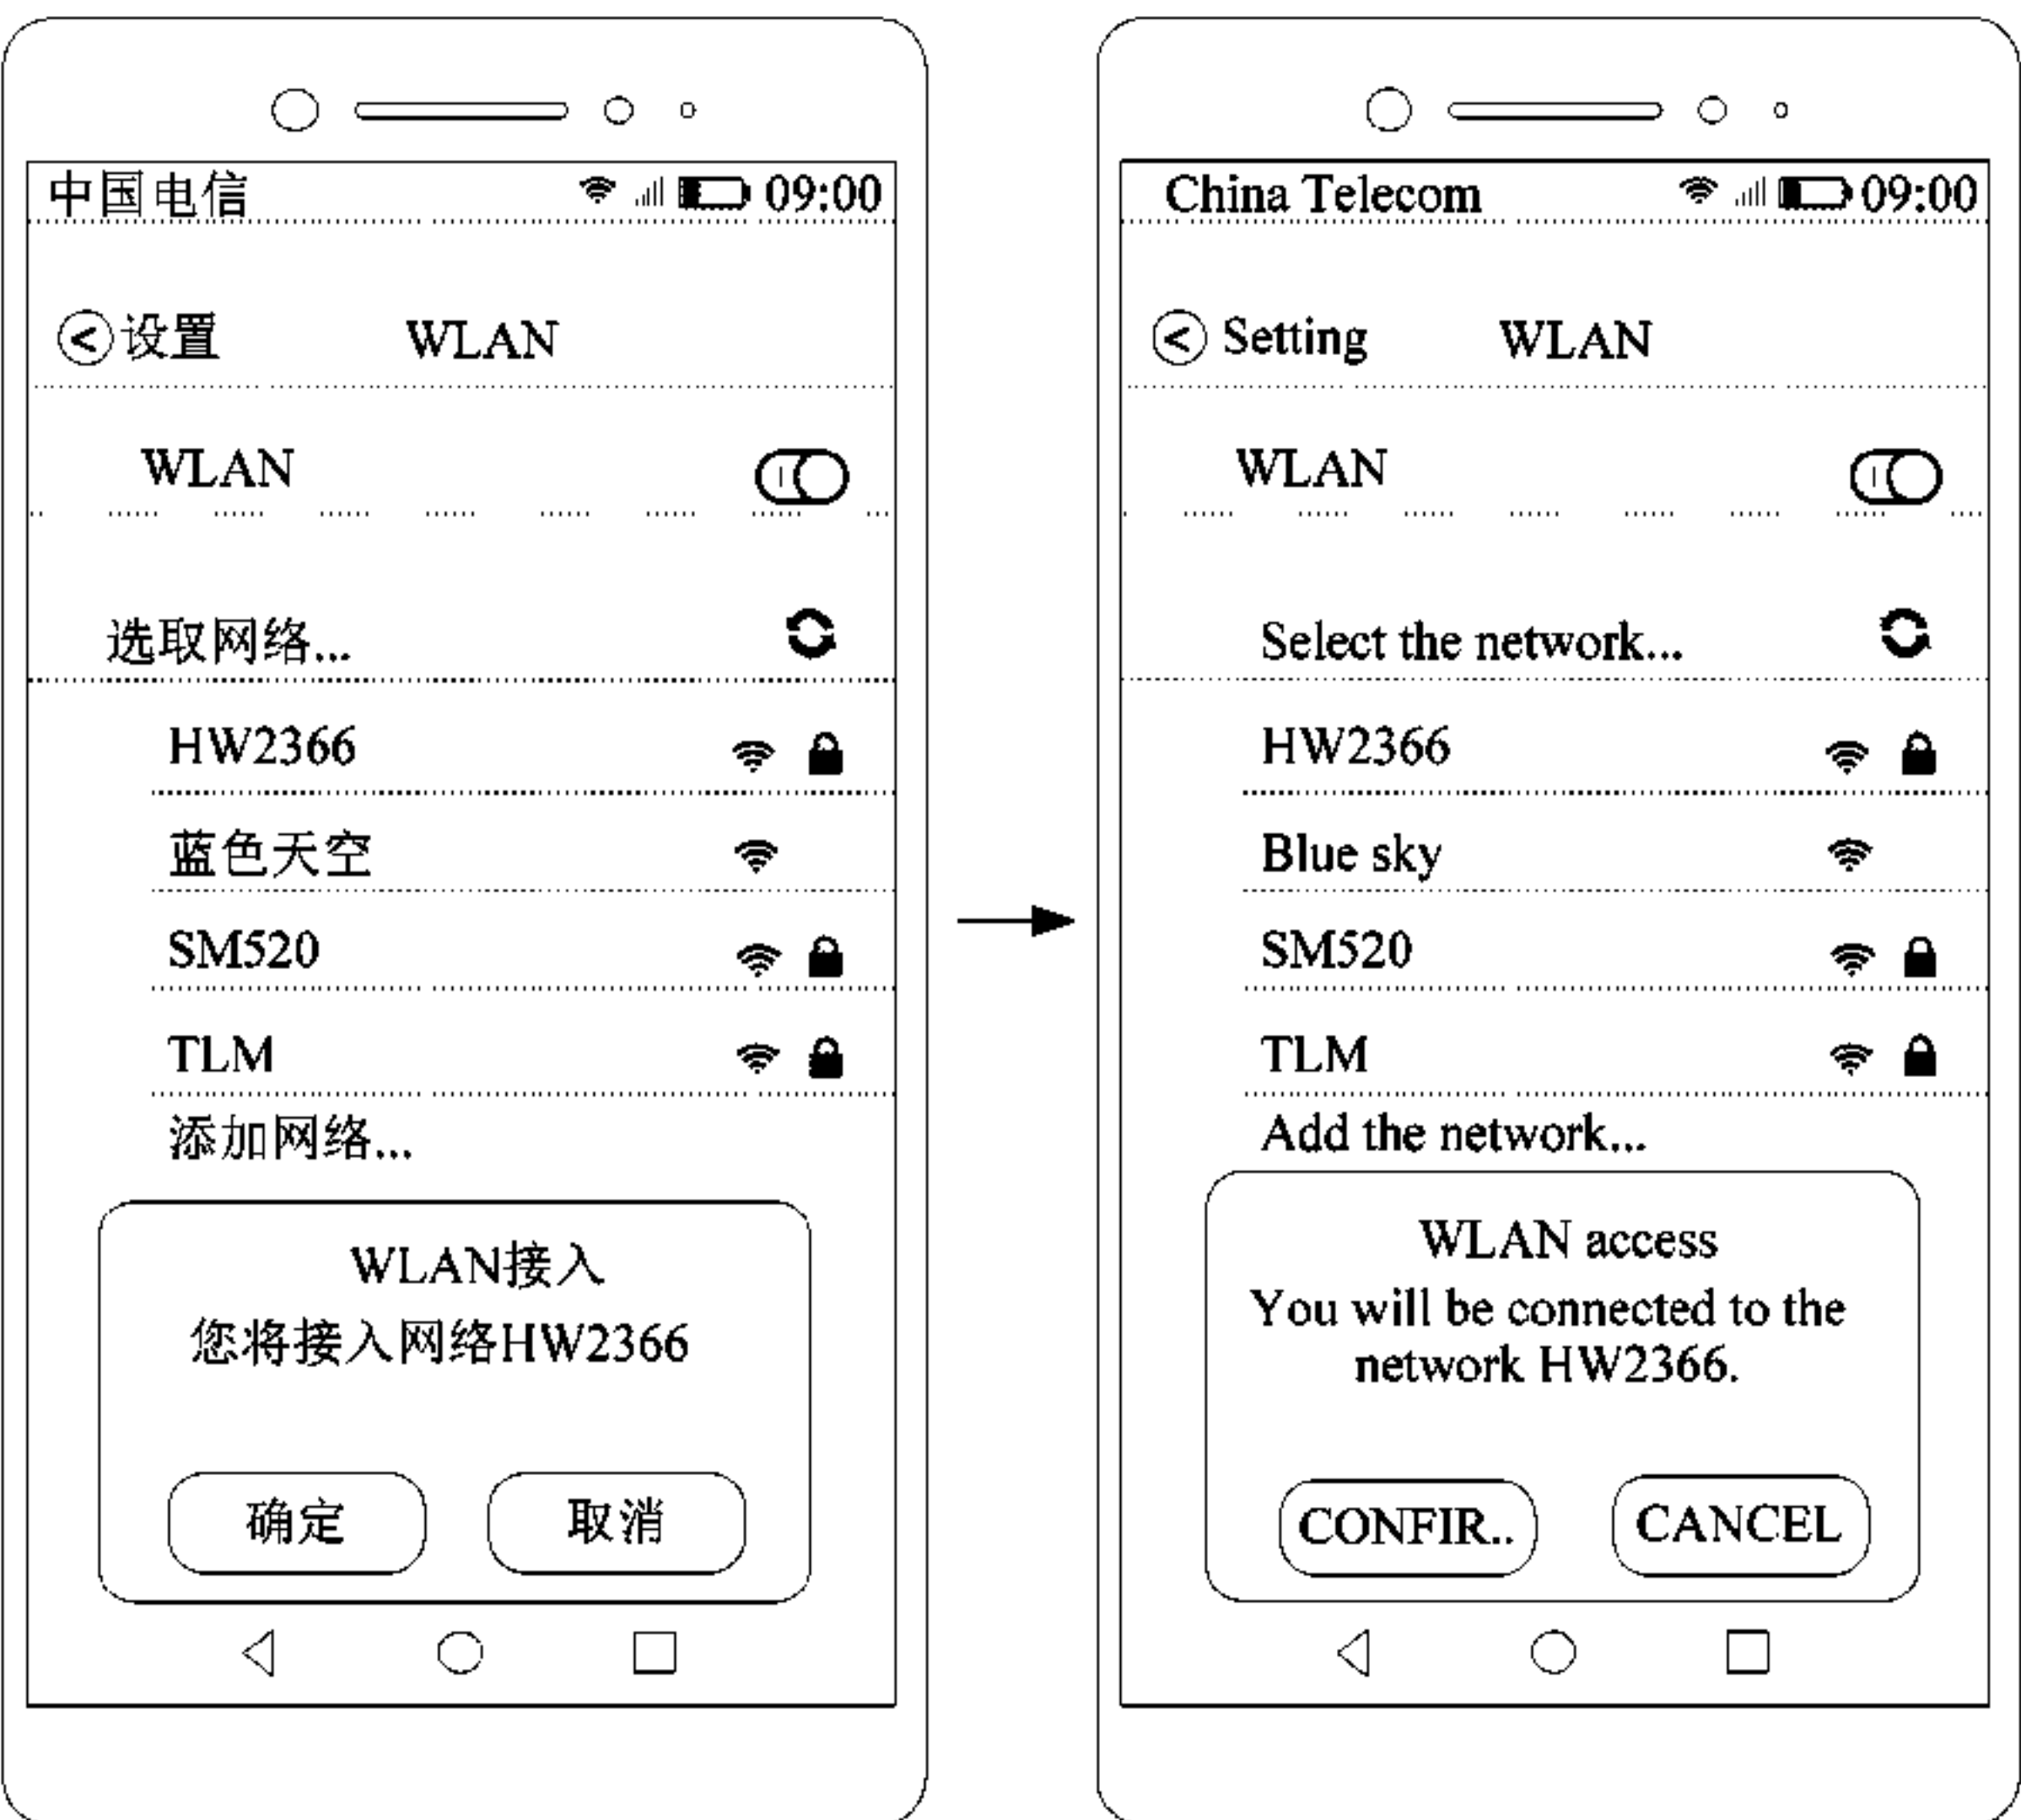 中国电信 09:00
设置 WLAN
WLAN
选取网络...
HW2366
蓝色天空
SM520
TLM
添加网络...
WLAN接入
您将接入网络HW2366
确定 取消
China Telecom 09:00
Setting WLAN
WLAN
Select the network...
HW2366
Blue sky
SM520
TLM
Add the network...
WLAN access
You will be connected to the
network HW2366.
CONFIR.. CANCEL